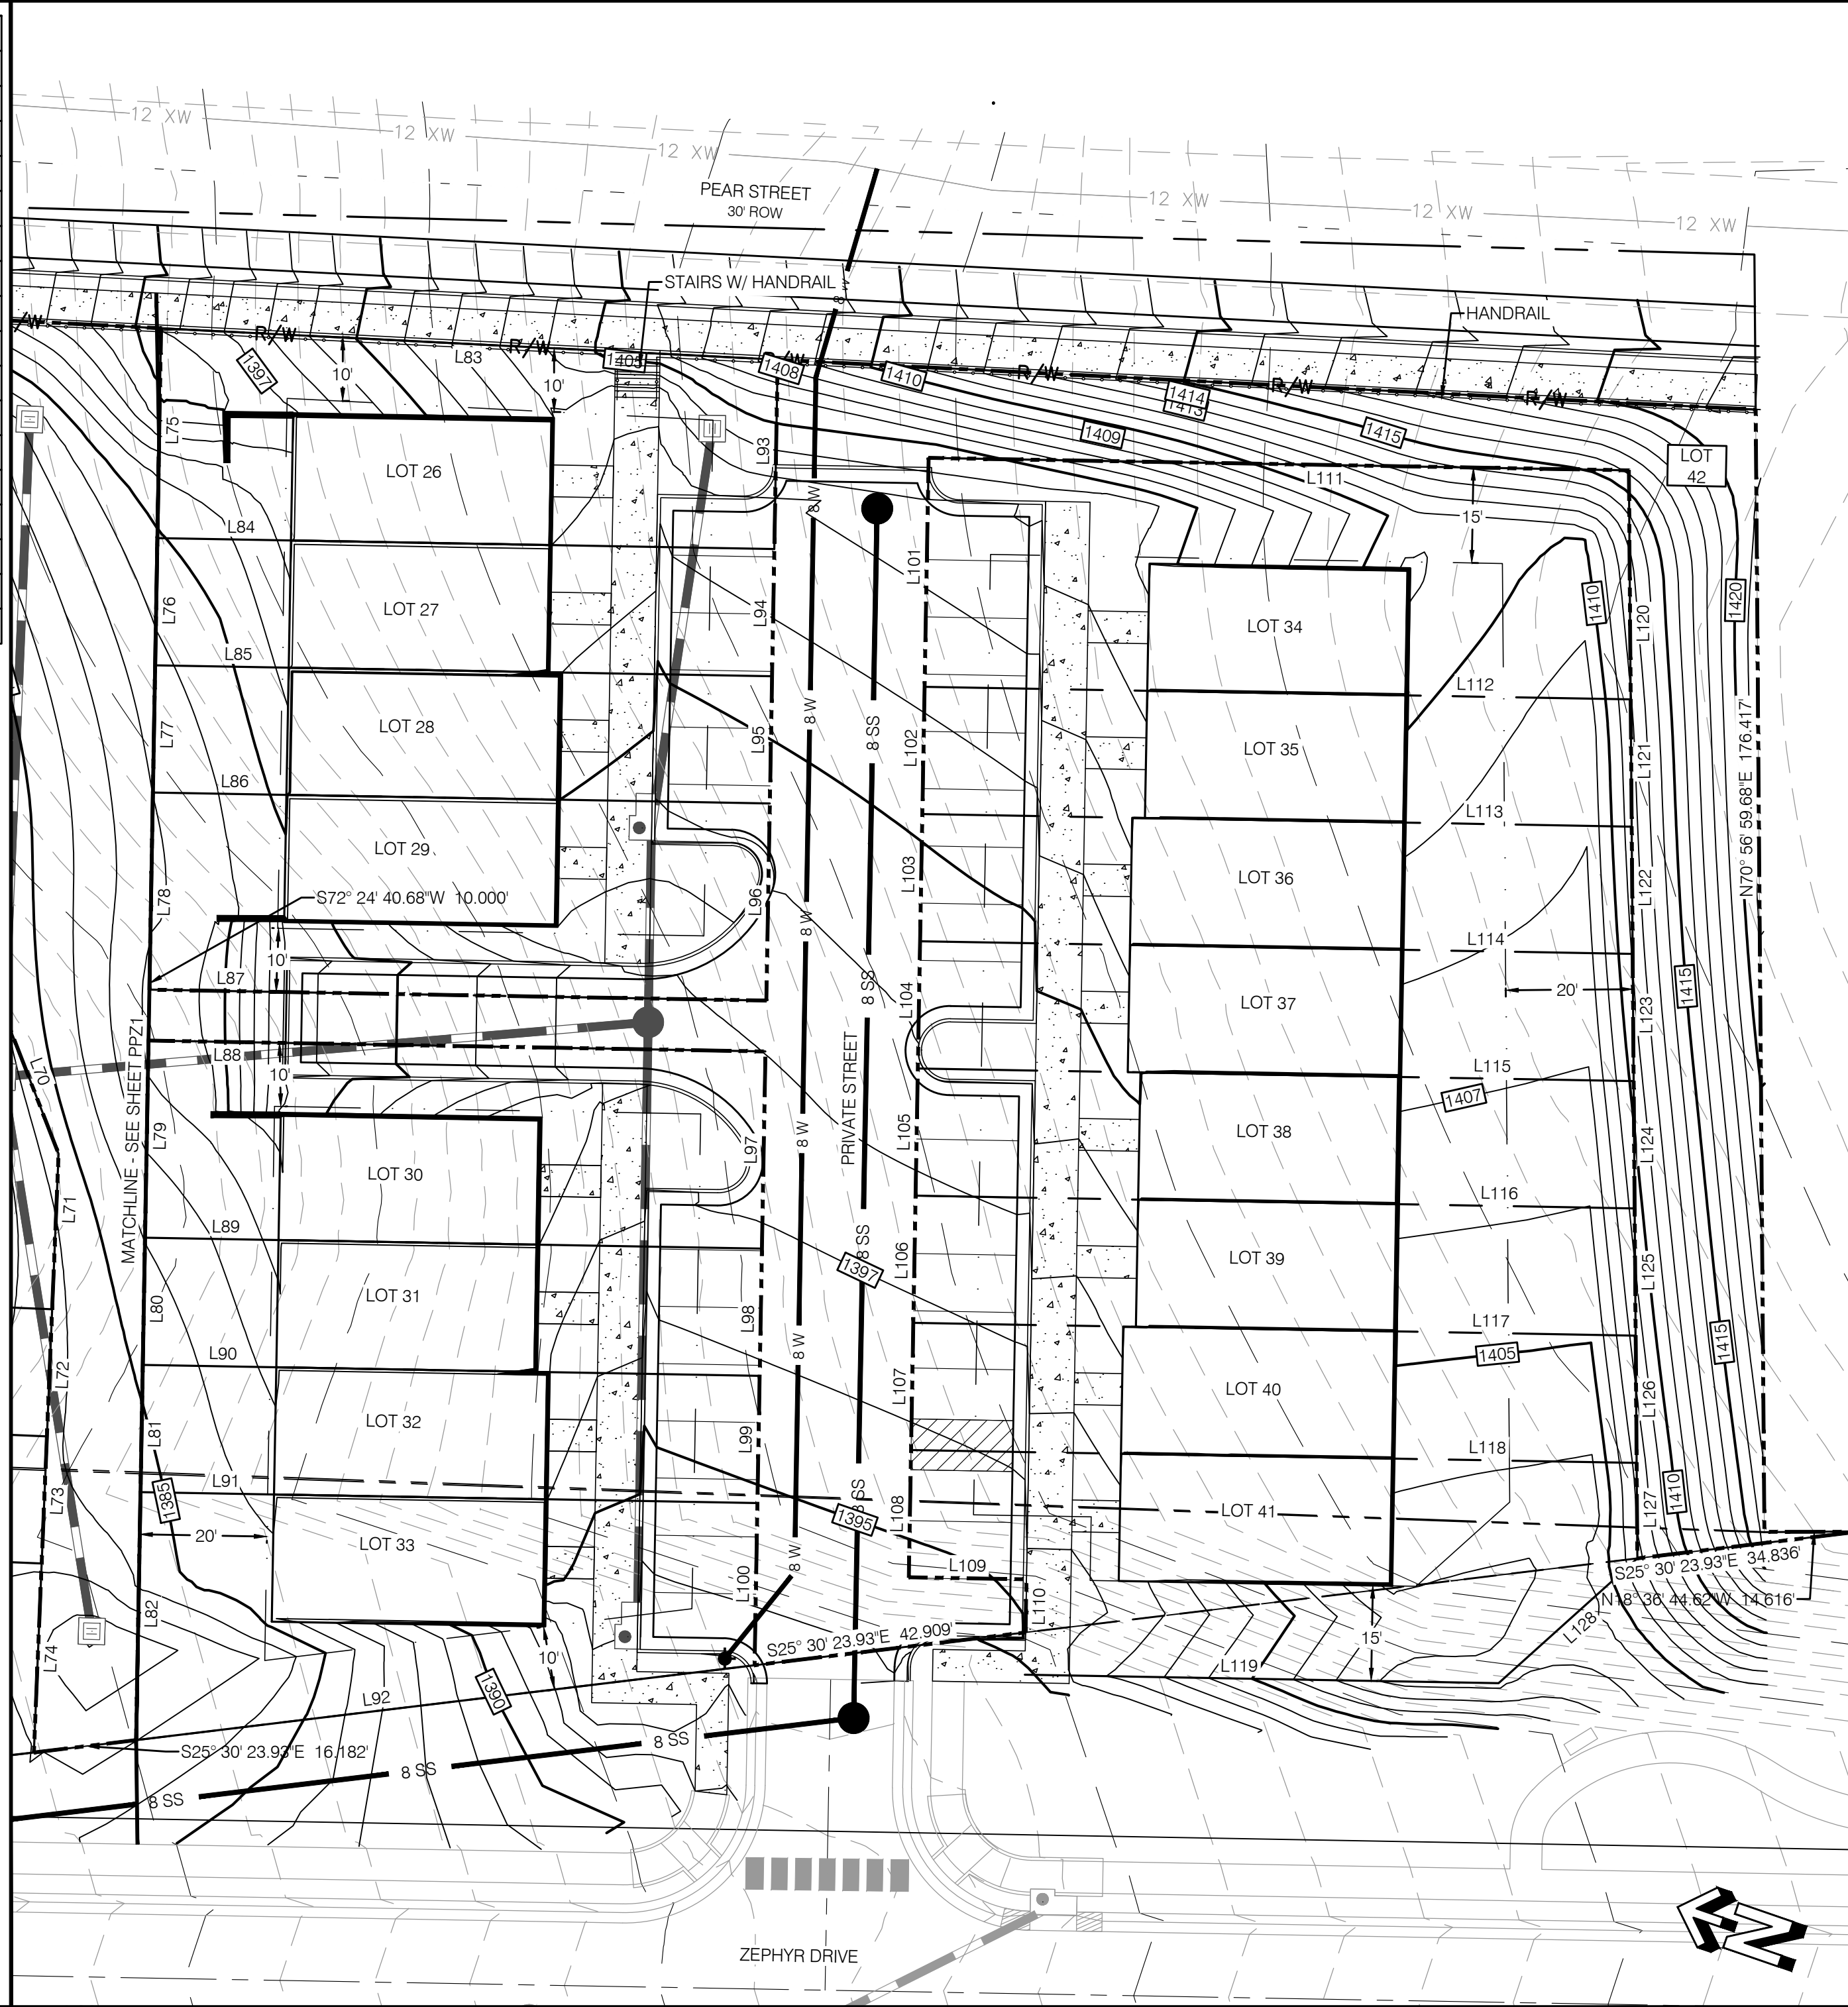 12 XW
12 XW
12 XW
12 XW
12 XW
12 XW
PEAR STREET
30' ROW
STAIRS W/ HANDRAIL
HANDRAIL
R/W
R/W
R/W
R/W
R/W
1397
L83
10'
10'
1405
1408
1410
1414
1413
1409
1415
LOT
42
L75
LOT 26
L93
L111
15'
L84
8 W
L76
LOT 27
L94
L101
LOT 34
1410
L120
1420
L85
L112
L77
LOT 28
L95
8 W
8 SS
L102
LOT 35
L121
N70° 56' 59.68"E 176.417'
L86
L113
LOT 29
L78
L96
L103
LOT 36
L122
S72° 24' 40.68"W 10.000'
8 W
L114
10'
L87
8 SS
L104
LOT 37
20'
L123
1415
MATCHLINE - SEE SHEET PPZ1
L88
10'
L70
PRIVATE STREET
L115
1407
L79
LOT 30
L97
8 W
L105
LOT 38
L124
L71
L116
L89
8 SS
1397
L106
LOT 39
L125
L80
LOT 31
L98
L117
1405
1415
L90
8 W
L72
L107
LOT 40
L126
L81
LOT 32
L99
L118
L91
1385
L73
8 SS
1395
L108
LOT 41
L127
1410
20'
LOT 33
L109
S25° 30' 23.93"E 34.836'
N18° 36' 44.62"W 14.616'
8 W
L100
L110
L82
L128
L74
10'
S25° 30' 23.93"E 42.909'
15'
L119
1390
L92
S25° 30' 23.93"E 16.182'
8 SS
8 SS
8 SS
ZEPHYR DRIVE
N